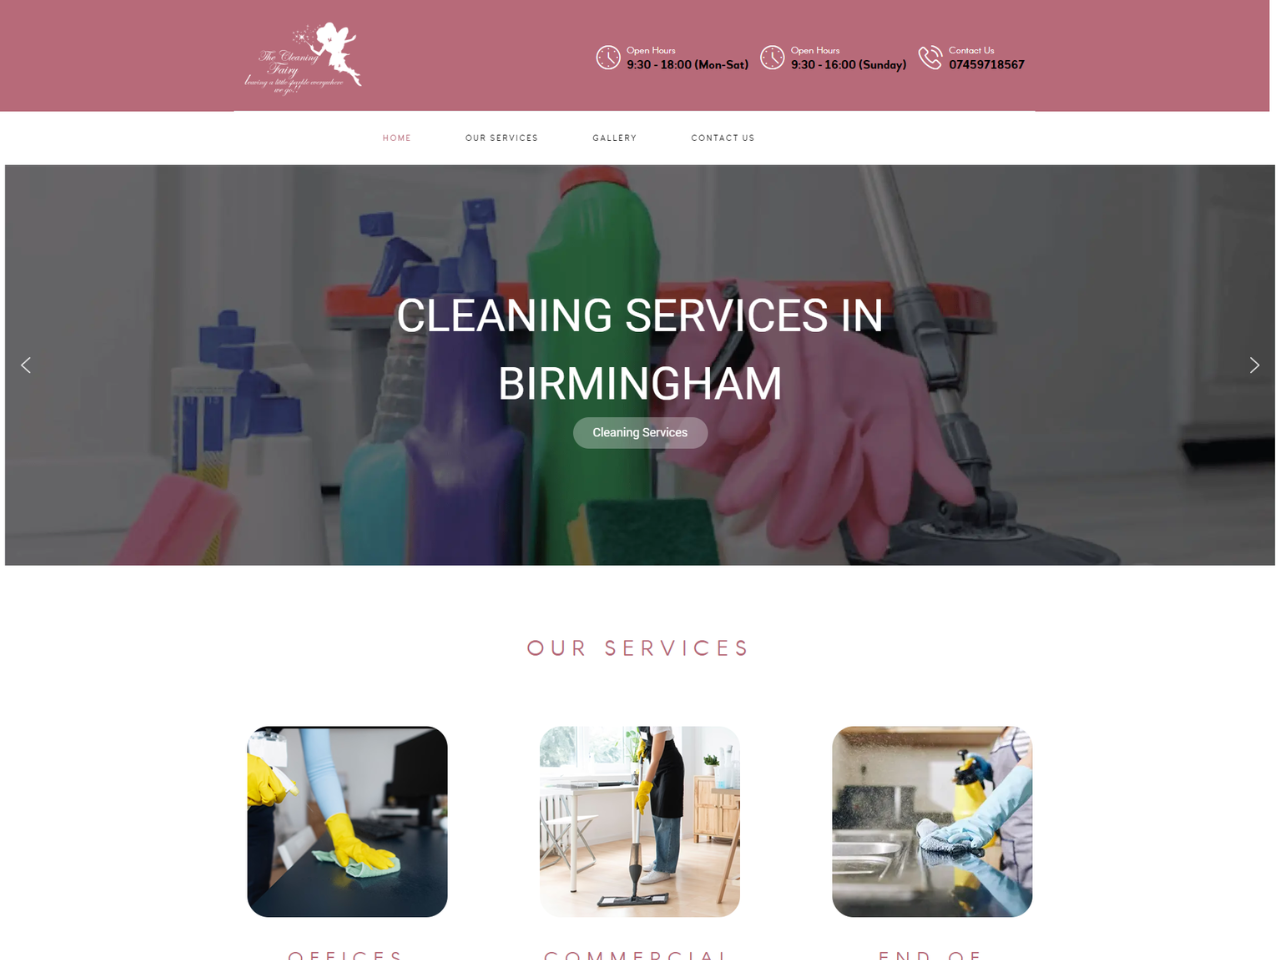 The Cleaning
Fairy
leaving a little sparkle everywhere
we go!!
Open Hours
9:30 - 18:00 (Mon-Sat)
Open Hours
9:30 - 16:00 (Sunday)
Contact Us
07459718567
HOME
OUR SERVICES
GALLERY
CONTACT US
CLEANING SERVICES IN
BIRMINGHAM
Cleaning Services
OUR SERVICES
OFFICES
COMMERCIAL
END OF